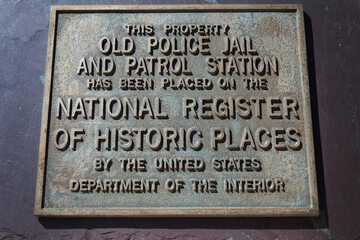 THIS PROPERTY
OLD POLICE JAIL
AND PATROL STATION
HAS BEEN PLACED ON THE
NATIONAL REGISTER
OF HISTORIC PLACES
BY THE UNITED STATES
DEPARTMENT OF THE INTERIOR